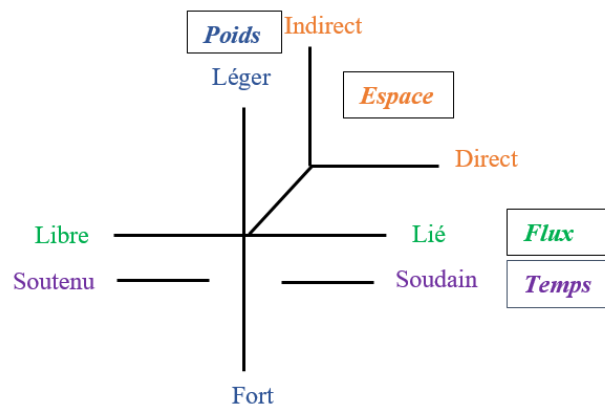 Poids
Indirect
Léger
Espace
Direct
Libre
Lié
Flux
Soutenu
Soudain
Temps
Fort